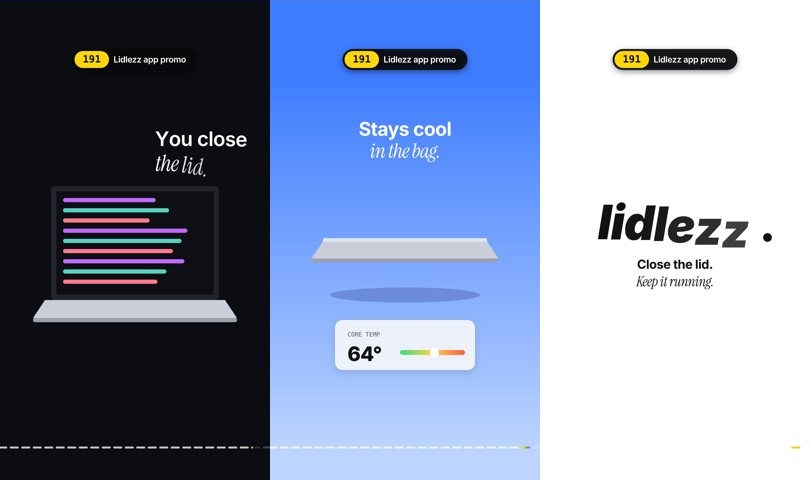 191 Lidlezz app promo
You close
the lid.
191 Lidlezz app promo
Stays cool
in the bag.
CORE TEMP
64°
191 Lidlezz app promo
lidlezz.
Close the lid.
Keep it running.